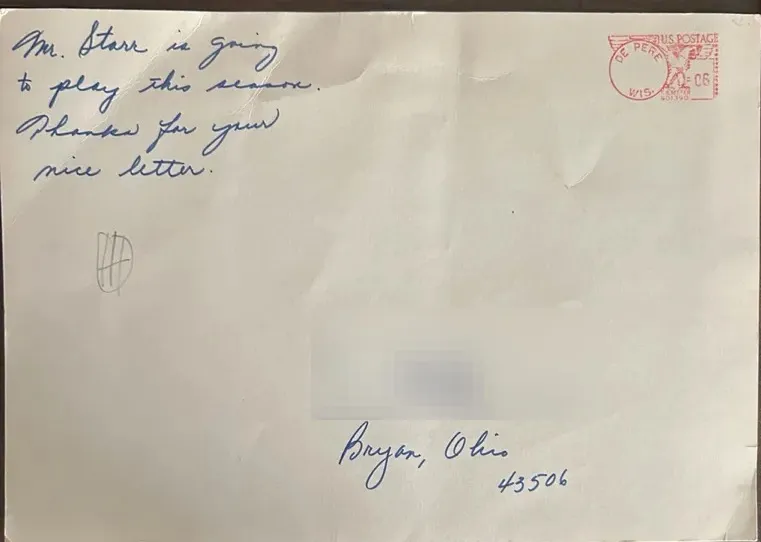 Mr. Starr is going
to play this season.
Thanks for your
nice letter.
U.S. POSTAGE
DE PERE
WIS.
06
Bryan, Ohio
43506